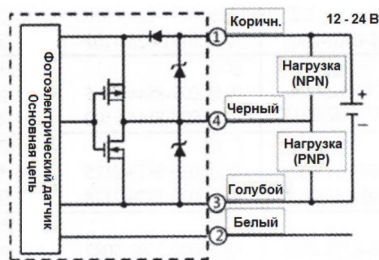 Фотоэлектрический датчик
Основная цепь
1
Коричн.
12 - 24 В
Нагрузка
(NPN)
+
−
4
Черный
Нагрузка
(PNP)
3
Голубой
2
Белый